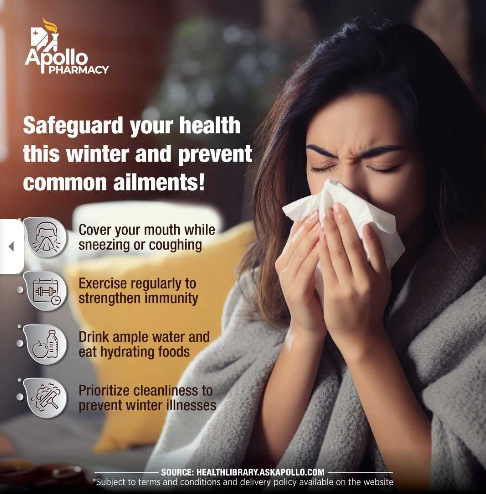 Apollo
PHARMACY
Safeguard your health
this winter and prevent
common ailments!
Cover your mouth while
sneezing or coughing
Exercise regularly to
strengthen immunity
Drink ample water and
eat hydrating foods
Prioritize cleanliness to
prevent winter illnesses
SOURCE: HEALTHLIBRARY.ASKAPOLLO.COM
*Subject to terms and conditions and delivery policy available on the website